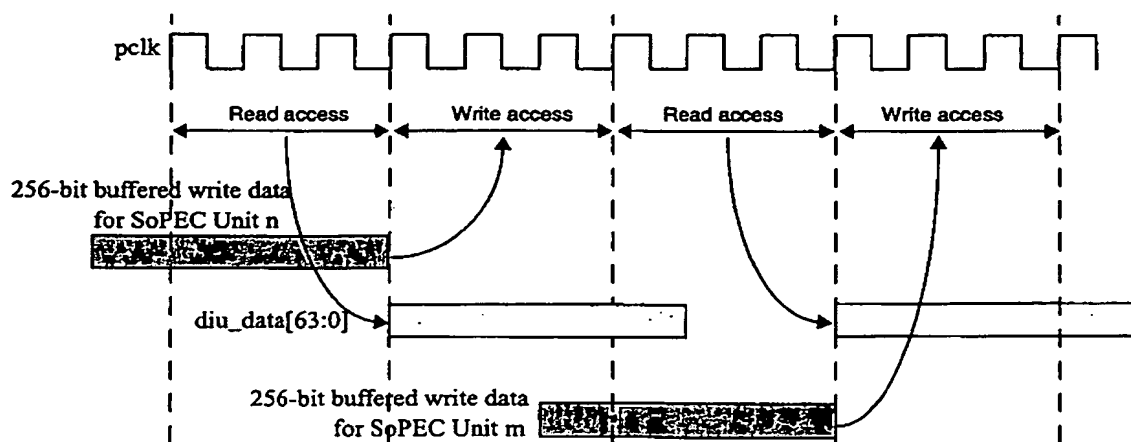 pclk
Read access
Write access
Read access
Write access
256-bit buffered write data
for SoPEC Unit n
diu_data[63:0]
256-bit buffered write data
for SoPEC Unit m